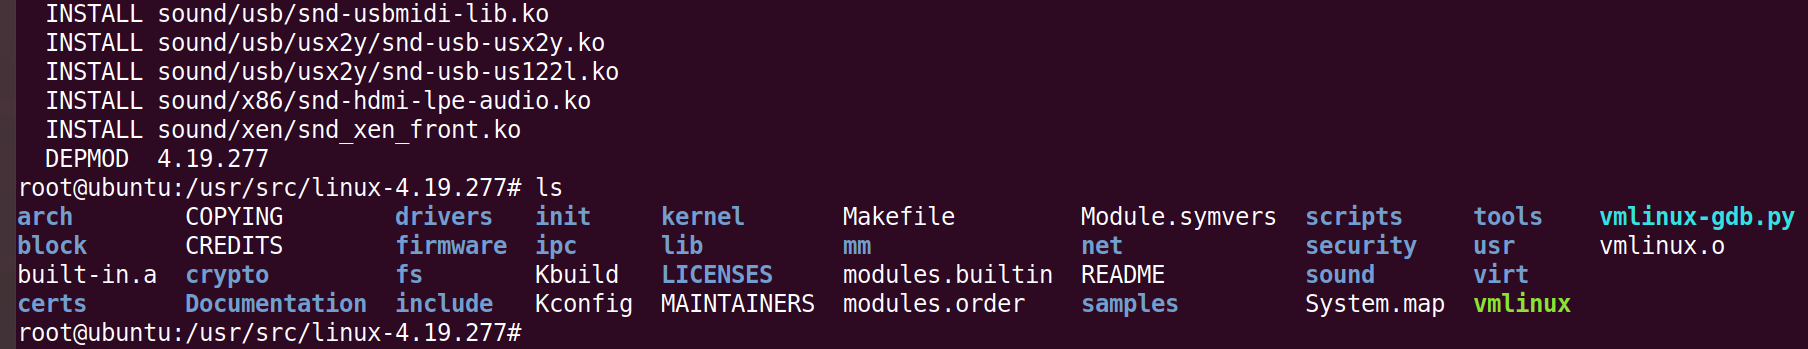 INSTALL sound/usb/snd-usbmidi-lib.ko
INSTALL sound/usb/usx2y/snd-usb-usx2y.ko
INSTALL sound/usb/usx2y/snd-usb-us122l.ko
INSTALL sound/x86/snd-hdmi-lpe-audio.ko
INSTALL sound/xen/snd_xen_front.ko
DEPMOD  4.19.277
root@ubuntu:/usr/src/linux-4.19.277# ls
arch COPYING drivers init kernel Makefile Module.symvers scripts tools vmlinux-gdb.py
block CREDITS firmware ipc lib mm net security usr vmlinux.o
built-in.a crypto fs Kbuild LICENSES modules.builtin README sound virt
certs Documentation include Kconfig MAINTAINERS modules.order samples System.map vmlinux
root@ubuntu:/usr/src/linux-4.19.277#